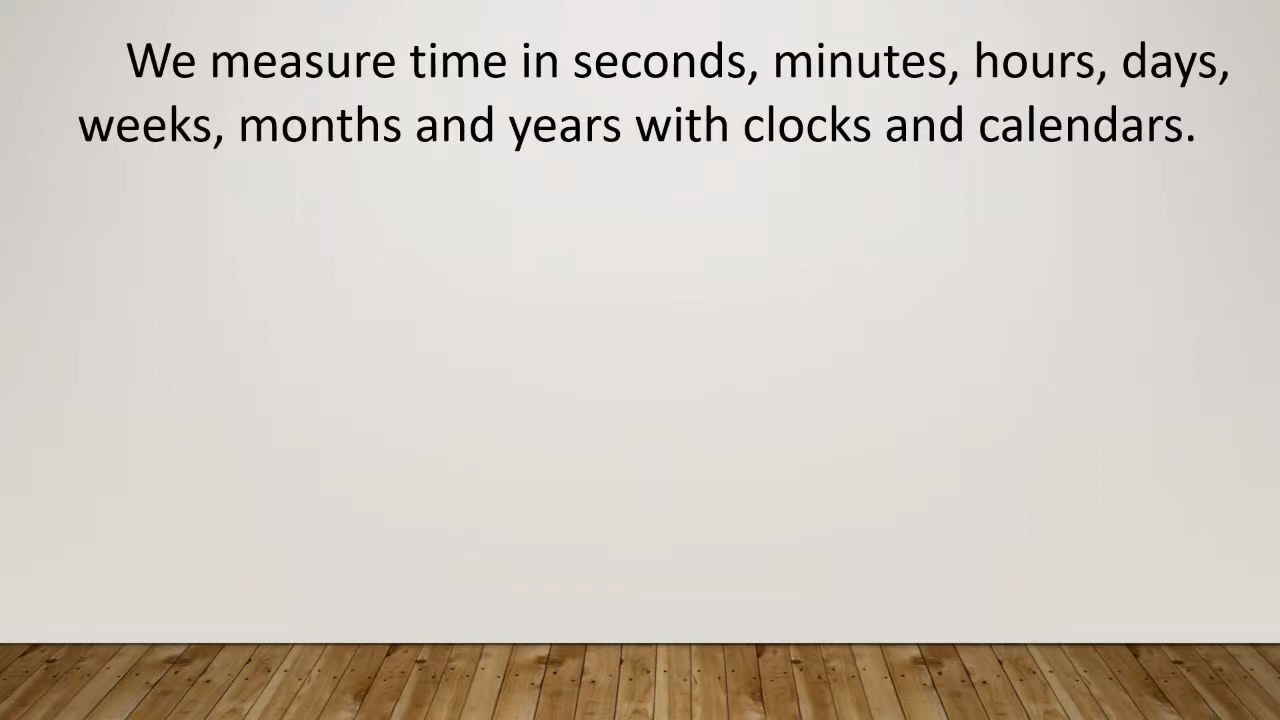 We measure time in seconds, minutes, hours, days,
weeks, months and years with clocks and calendars.